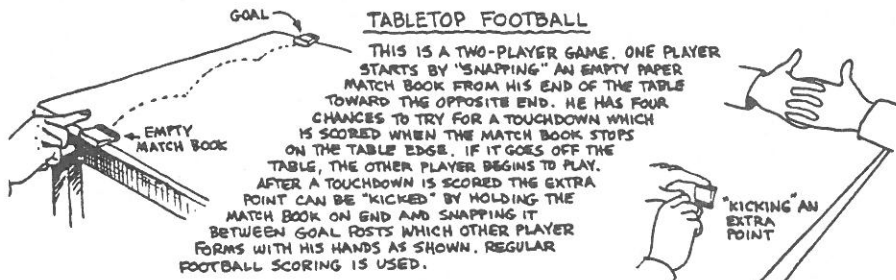 GOAL
TABLETOP FOOTBALL
THIS IS A TWO-PLAYER GAME. ONE PLAYER
STARTS BY "SNAPPING" AN EMPTY PAPER
MATCH BOOK FROM HIS END OF THE TABLE
TOWARD THE OPPOSITE END. HE HAS FOUR
CHANCES TO TRY FOR A TOUCHDOWN WHICH
IS SCORED WHEN THE MATCH BOOK STOPS
ON THE TABLE EDGE. IF IT GOES OFF THE
TABLE, THE OTHER PLAYER BEGINS TO PLAY.
AFTER A TOUCHDOWN IS SCORED THE EXTRA
POINT CAN BE "KICKED" BY HOLDING THE
MATCH BOOK ON END AND SNAPPING IT
BETWEEN GOAL POSTS WHICH OTHER PLAYER
FORMS WITH HIS HANDS AS SHOWN. REGULAR
FOOTBALL SCORING IS USED.
EMPTY
MATCH BOOK
"KICKING" AN
EXTRA
POINT